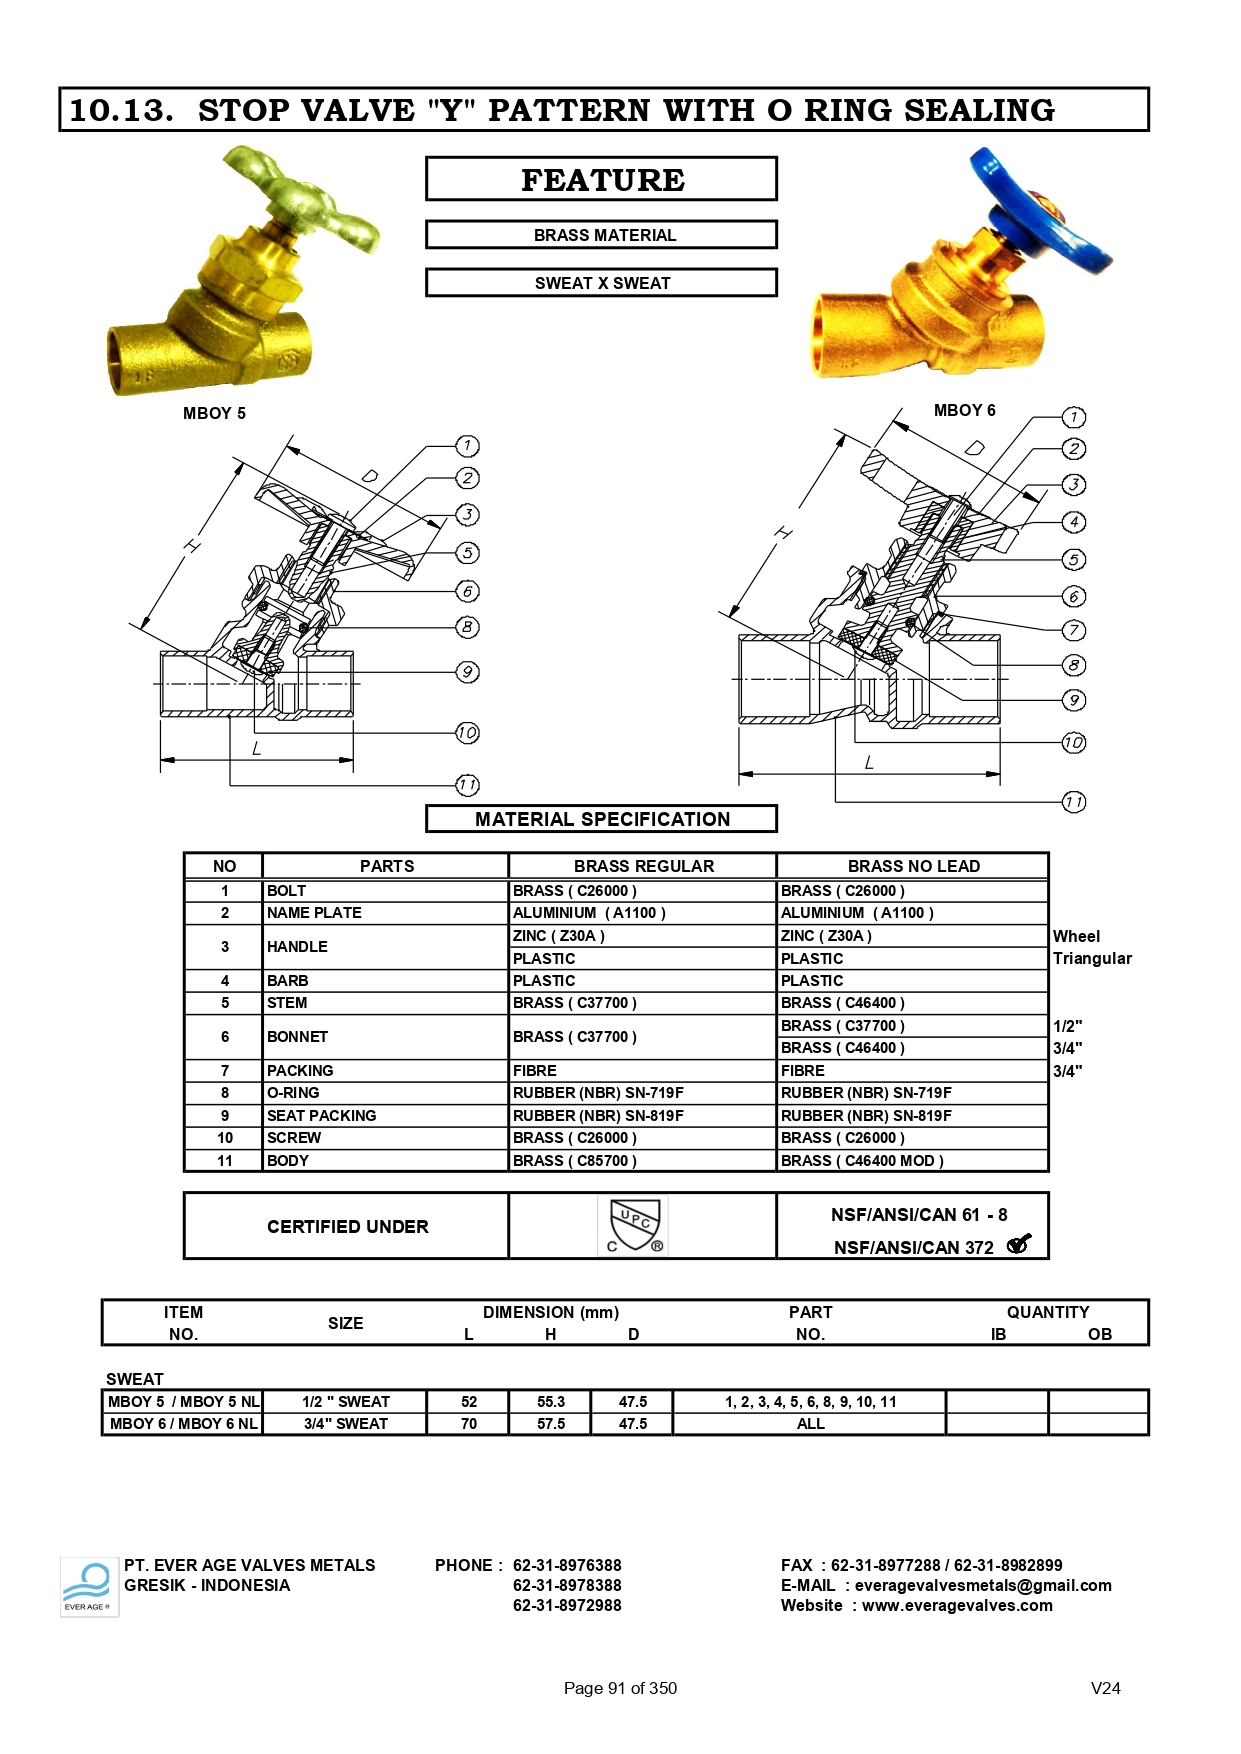 10.13. STOP VALVE "Y" PATTERN WITH O RING SEALING
FEATURE
BRASS MATERIAL
SWEAT X SWEAT
MBOY 5
MBOY 6
1
2
3
5
6
8
9
10
11
H
D
L
1
2
3
4
5
6
7
8
9
10
11
H
D
L
MATERIAL SPECIFICATION
NO PARTS BRASS REGULAR BRASS NO LEAD
1 BOLT BRASS ( C26000 ) BRASS ( C26000 )
2 NAME PLATE ALUMINIUM ( A1100 ) ALUMINIUM ( A1100 )
3 HANDLE ZINC ( Z30A ) ZINC ( Z30A ) Wheel
PLASTIC PLASTIC Triangular
4 BARB PLASTIC PLASTIC
5 STEM BRASS ( C37700 ) BRASS ( C46400 )
6 BONNET BRASS ( C37700 ) BRASS ( C37700 ) 1/2"
BRASS ( C46400 ) 3/4"
7 PACKING FIBRE FIBRE 3/4"
8 O-RING RUBBER (NBR) SN-719F RUBBER (NBR) SN-719F
9 SEAT PACKING RUBBER (NBR) SN-819F RUBBER (NBR) SN-819F
10 SCREW BRASS ( C26000 ) BRASS ( C26000 )
11 BODY BRASS ( C85700 ) BRASS ( C46400 MOD )
CERTIFIED UNDER
UPC
C ®
NSF/ANSI/CAN 61 - 8
NSF/ANSI/CAN 372
ITEM NO. SIZE DIMENSION (mm) PART NO. QUANTITY
L H D IB OB
SWEAT
MBOY 5 / MBOY 5 NL 1/2 " SWEAT 52 55.3 47.5 1, 2, 3, 4, 5, 6, 8, 9, 10, 11
MBOY 6 / MBOY 6 NL 3/4" SWEAT 70 57.5 47.5 ALL
EVER AGE ®
PT. EVER AGE VALVES METALS PHONE : 62-31-8976388 FAX : 62-31-8977288 / 62-31-8982899
GRESIK - INDONESIA 62-31-8978388 E-MAIL : everagevalvesmetals@gmail.com
62-31-8972988 Website : www.everagevalves.com
Page 91 of 350 V24